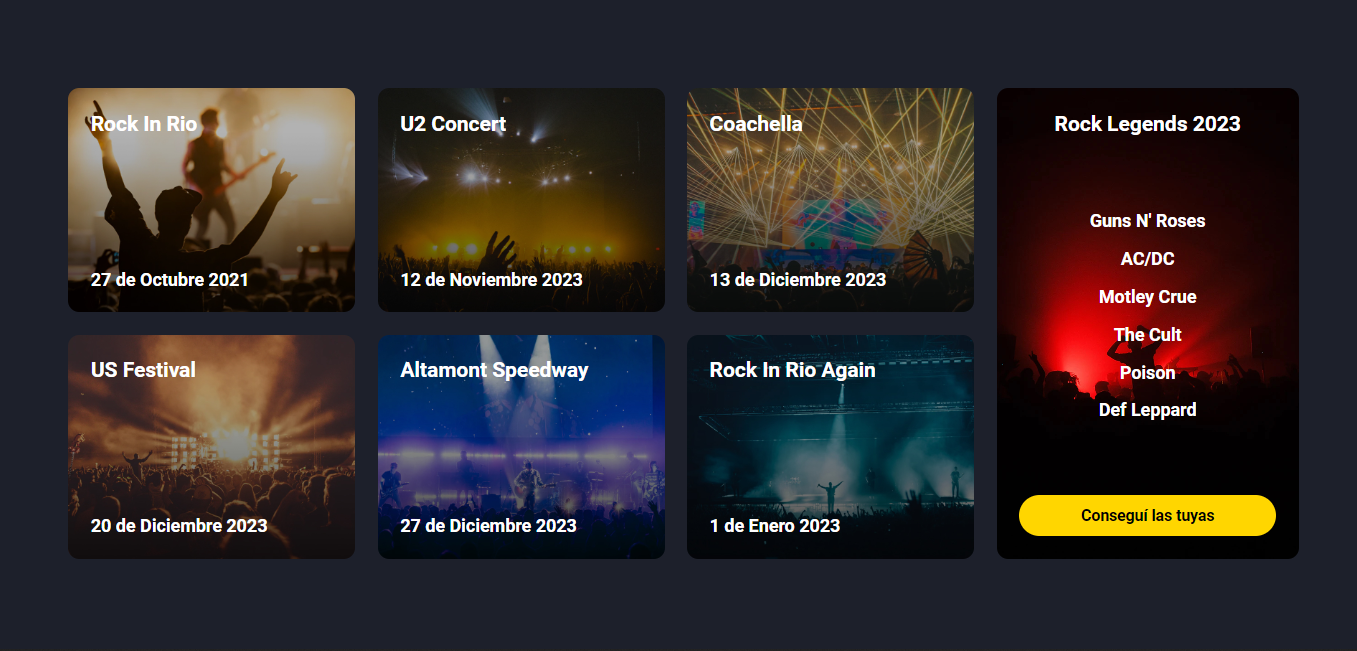 Rock In Rio
27 de Octubre 2021
U2 Concert
12 de Noviembre 2023
Coachella
13 de Diciembre 2023
US Festival
20 de Diciembre 2023
Altamont Speedway
27 de Diciembre 2023
Rock In Rio Again
1 de Enero 2023
Rock Legends 2023
Guns N' Roses
AC/DC
Motley Crue
The Cult
Poison
Def Leppard
Conseguí las tuyas